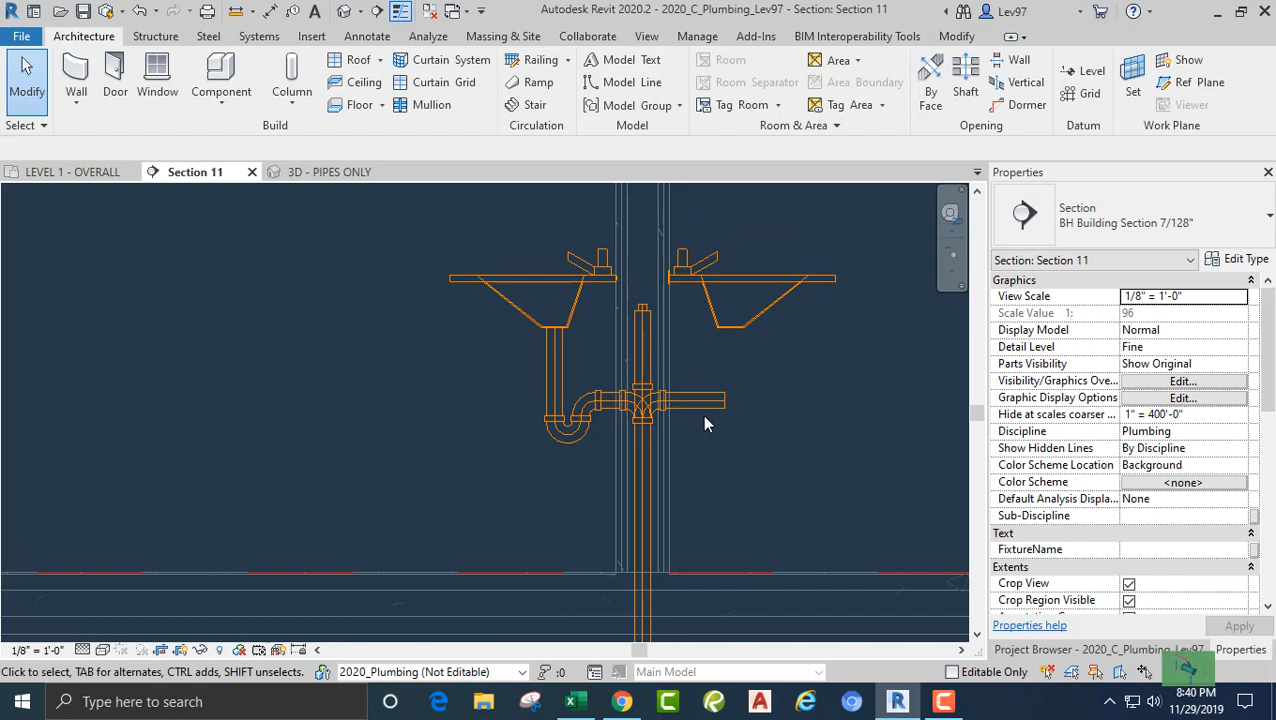 Autodesk Revit 2020.2 - 2020_C_Plumbing_Lev97 - Section: Section 11
Lev97
File Architecture Structure Steel Systems Insert Annotate Analyze Massing & Site Collaborate View Manage Add-Ins BIM Interoperability Tools Modify
Modify Wall Door Window Component Column
Roof Curtain System Railing Model Text Room Area By Face Shaft Wall Level Set Show
Ceiling Curtain Grid Ramp Model Line Room Separator Area Boundary Vertical Grid Ref Plane
Floor Mullion Stair Model Group Tag Room Tag Area Dormer Viewer
Select Build Circulation Model Room & Area Opening Datum Work Plane
LEVEL 1 - OVERALL Section 11 3D - PIPES ONLY
Properties
Section
BH Building Section 7/128"
Section: Section 11 Edit Type
Graphics
View Scale 1/8" = 1'-0"
Scale Value 1: 96
Display Model Normal
Detail Level Fine
Parts Visibility Show Original
Visibility/Graphics Ove... Edit...
Graphic Display Options Edit...
Hide at scales coarser ... 1" = 400'-0"
Discipline Plumbing
Show Hidden Lines By Discipline
Color Scheme Location Background
Color Scheme <none>
Default Analysis Displa... None
Sub-Discipline
Text
FixtureName
Extents
Crop View
Crop Region Visible
Properties help Apply
1/8" = 1'-0"
Project Browser - 2020_C_Plumbing_Lev97 Properties
Click to select, TAB for alternates, CTRL adds, SHIFT unselects. 2020_Plumbing (Not Editable) :0 Main Model Editable Only
Type here to search
8:40 PM
11/29/2019